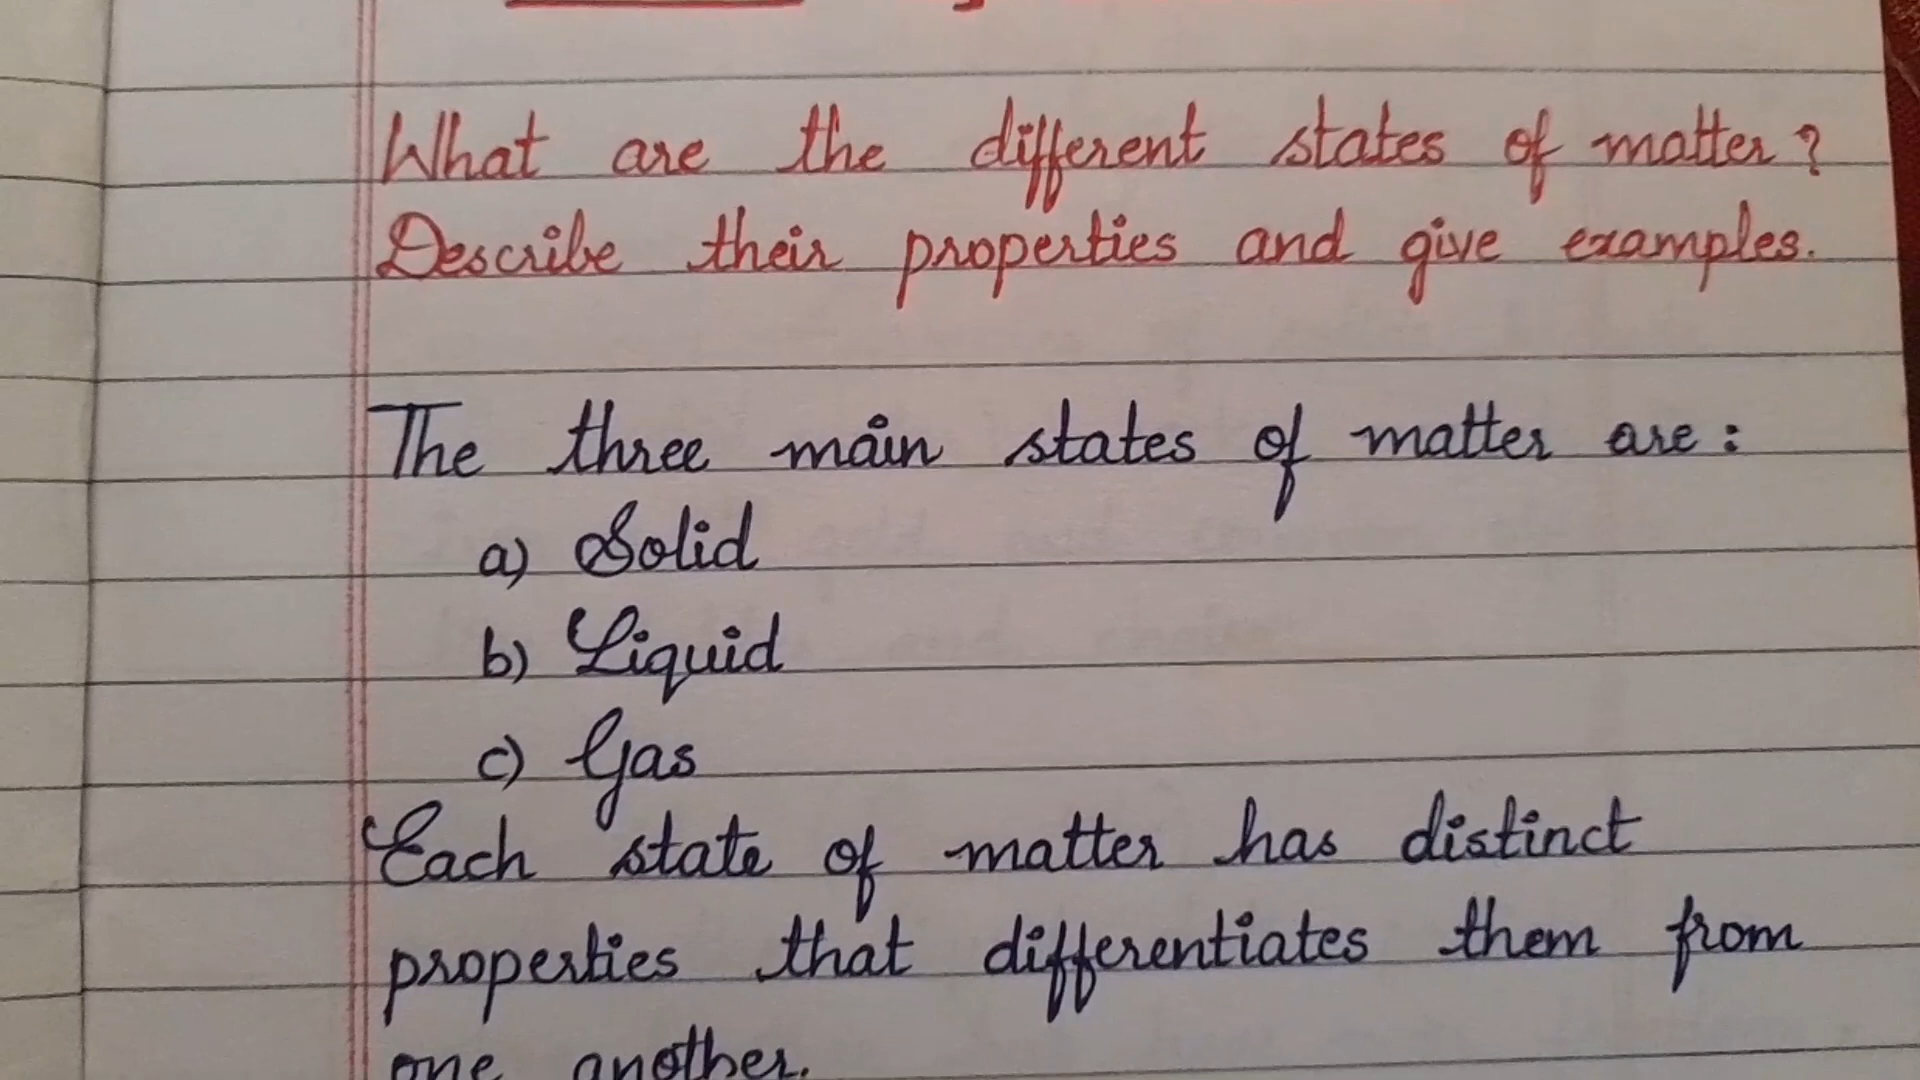 What are the different states of matter?
Describe their properties and give examples.
The three main states of matter are:
a) Solid
b) Liquid
c) Gas
Each state of matter has distinct
properties that differentiates them from
one another.